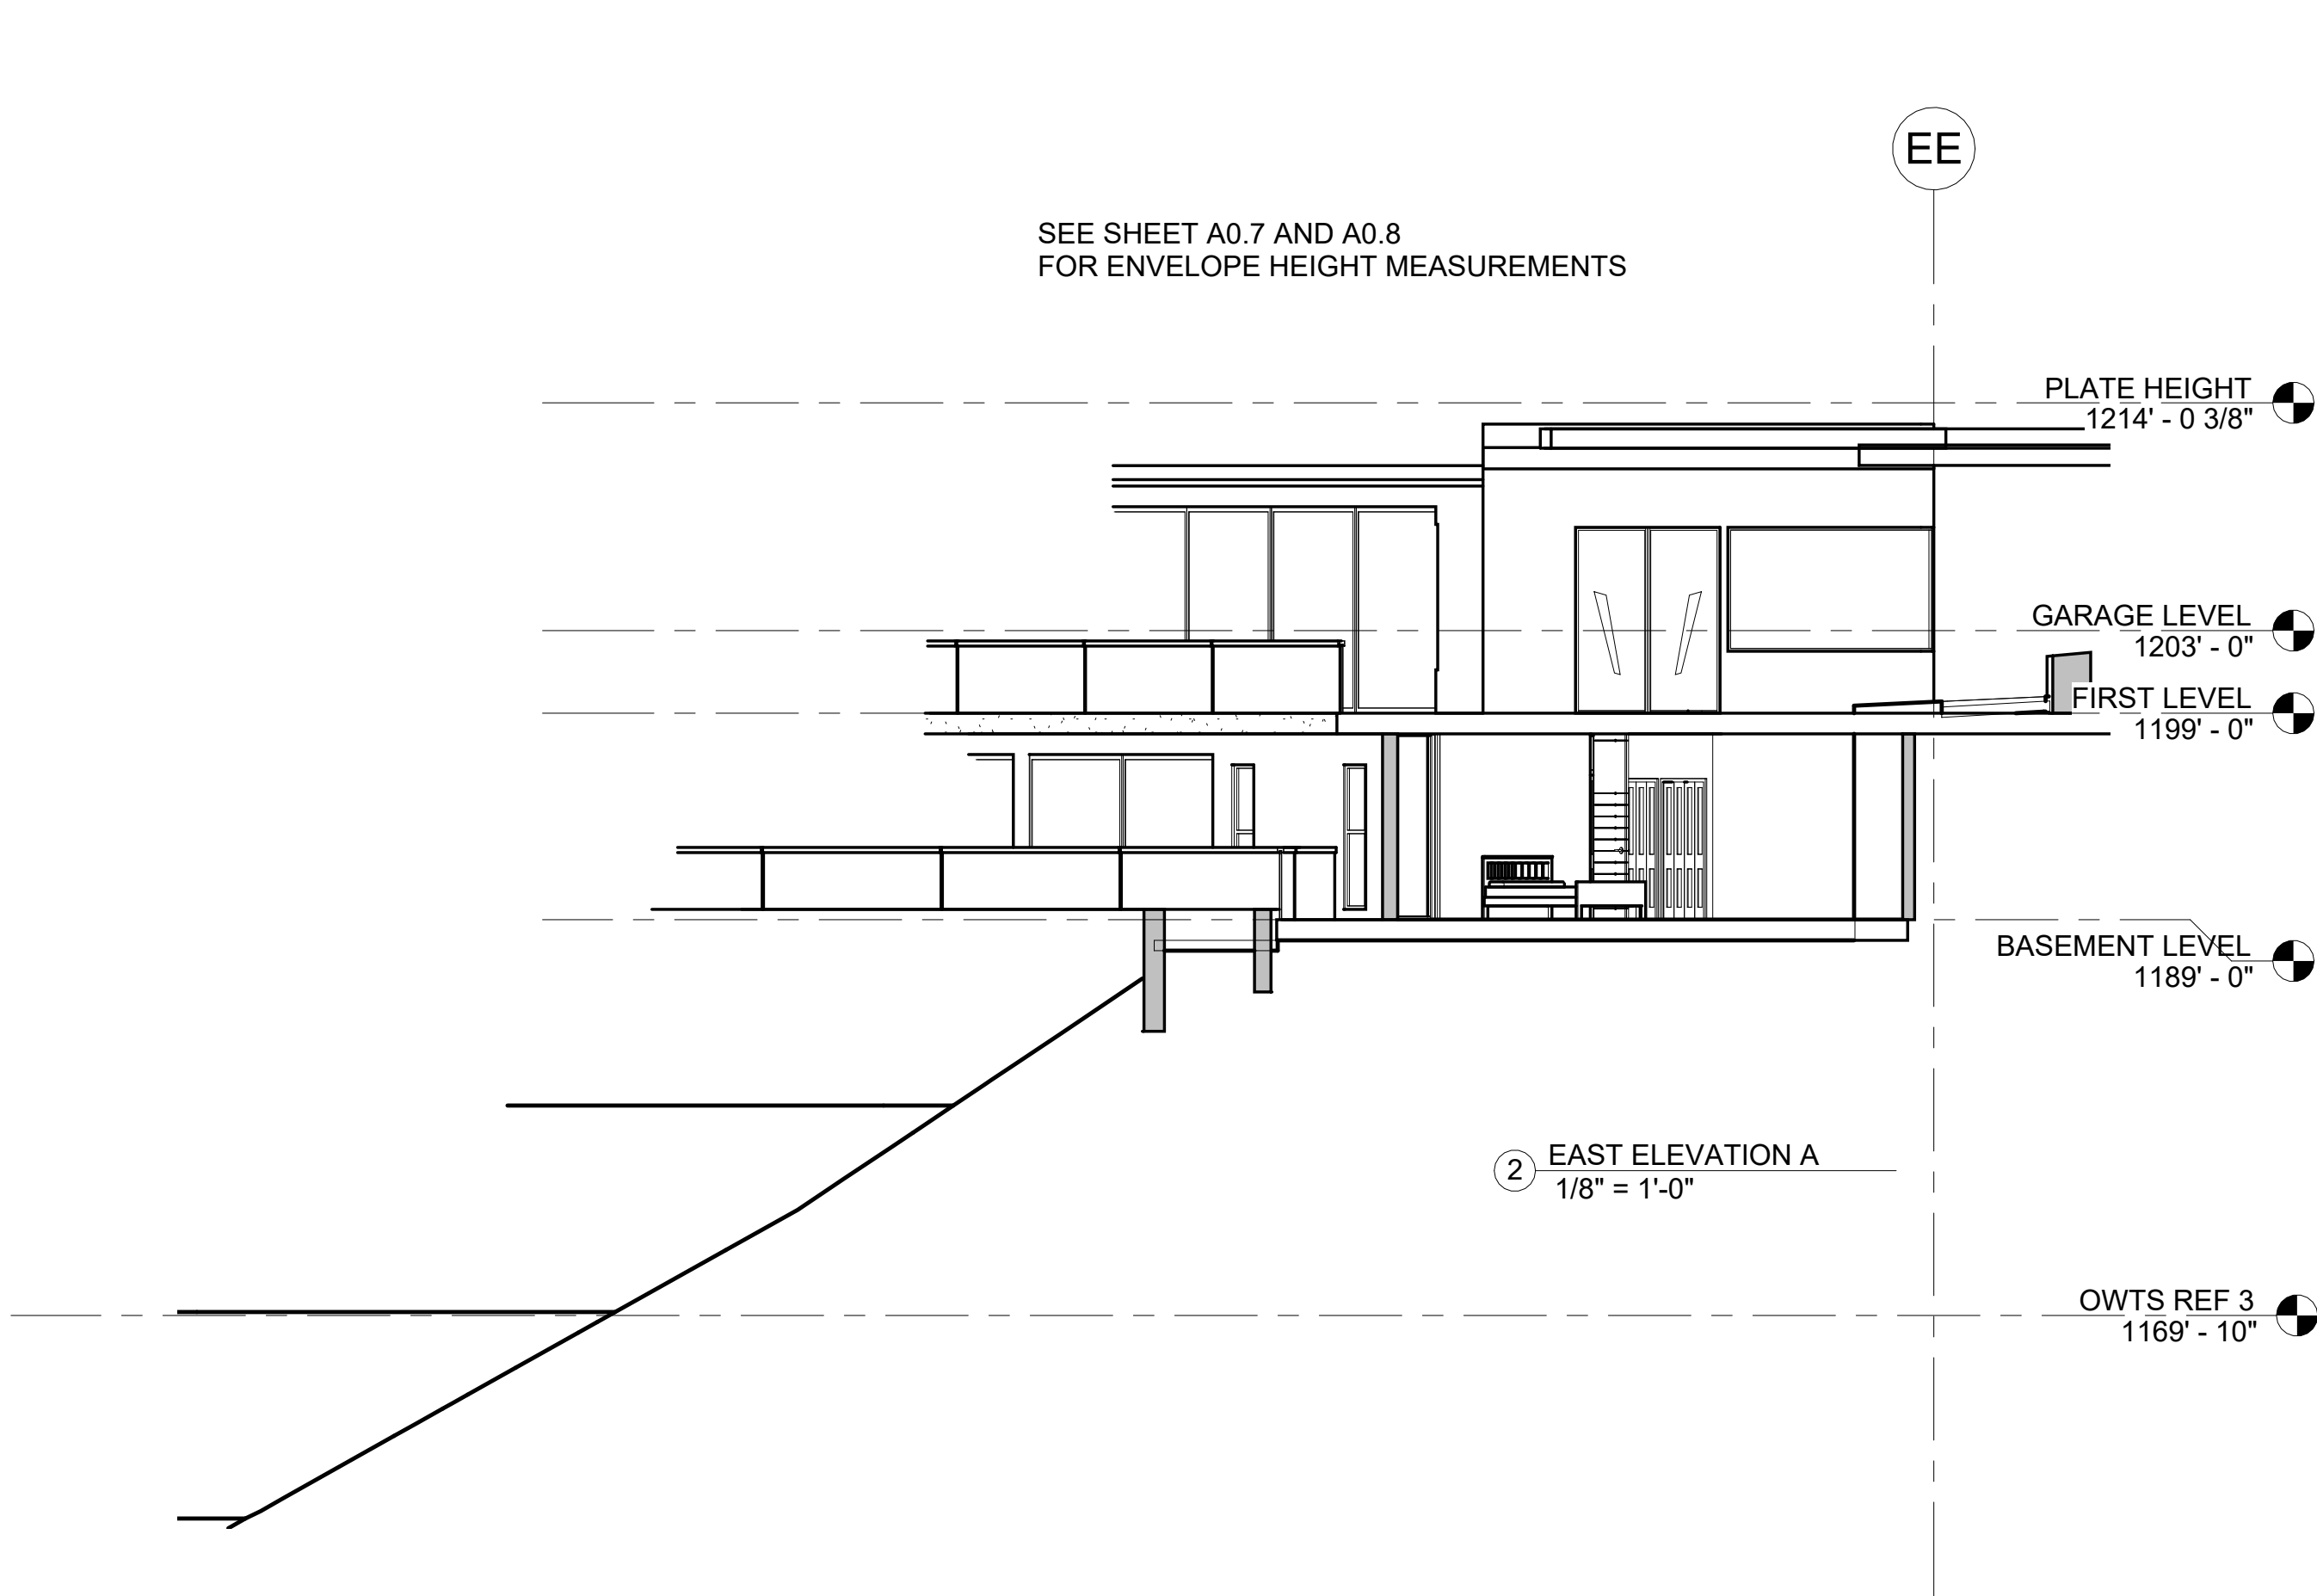 EE
SEE SHEET A0.7 AND A0.8
FOR ENVELOPE HEIGHT MEASUREMENTS
PLATE HEIGHT
1214' - 0 3/8"
GARAGE LEVEL
1203' - 0"
FIRST LEVEL
1199' - 0"
BASEMENT LEVEL
1189' - 0"
2 EAST ELEVATION A
1/8" = 1'-0"
OWTS REF 3
1169' - 10"